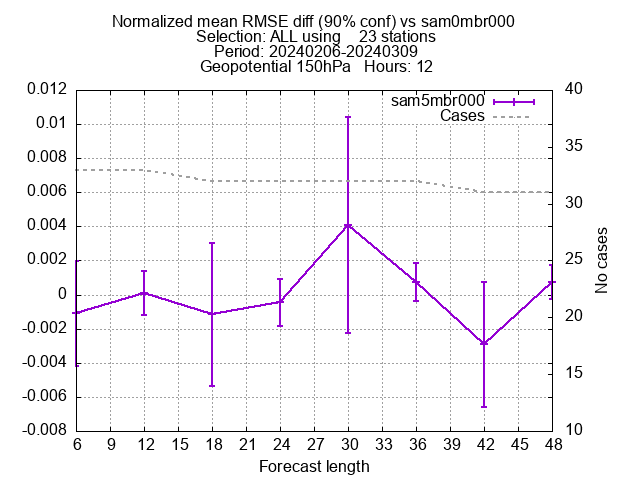 Normalized mean RMSE diff (90% conf) vs sam0mbr000
Selection: ALL using    23 stations
Period: 20240206-20240309
Geopotential 150hPa   Hours: 12
sam5mbr000
Cases
0.012
0.01
0.008
0.006
0.004
0.002
0
-0.002
-0.004
-0.006
-0.008
40
35
30
25
20
15
10
No cases
6 9 12 15 18 21 24 27 30 33 36 39 42 45 48
Forecast length